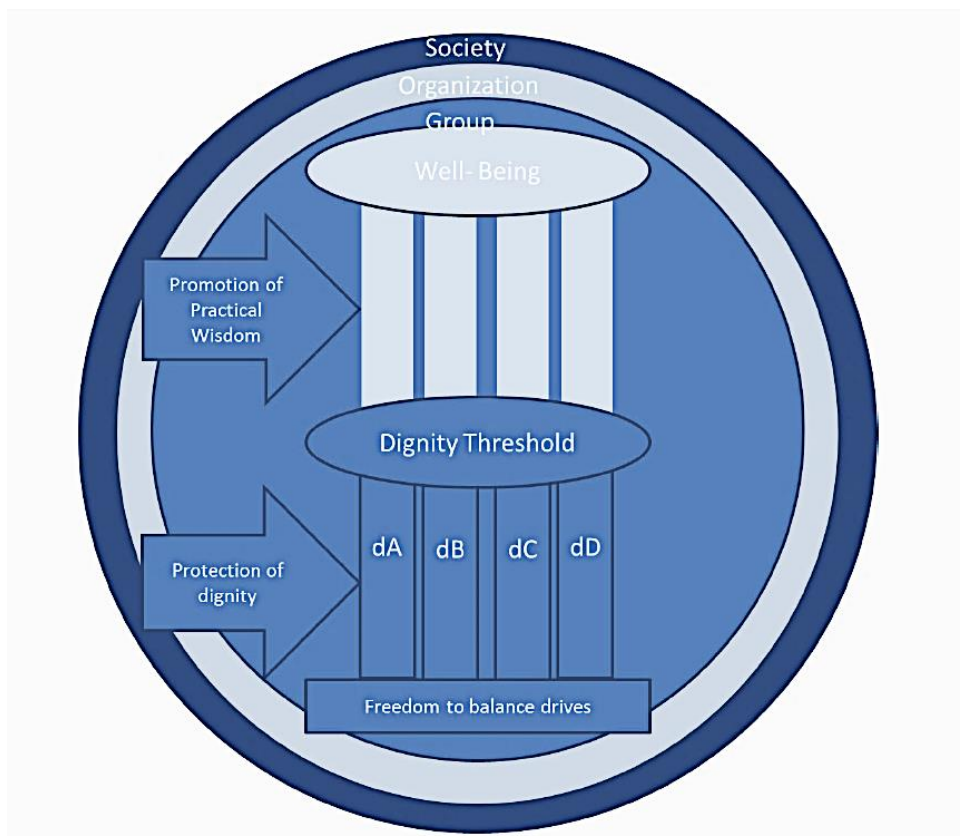 Society
Organization
Group
Well- Being
Promotion of
Practical
Wisdom
Dignity Threshold
dA dB dC dD
Protection of
dignity
Freedom to balance drives